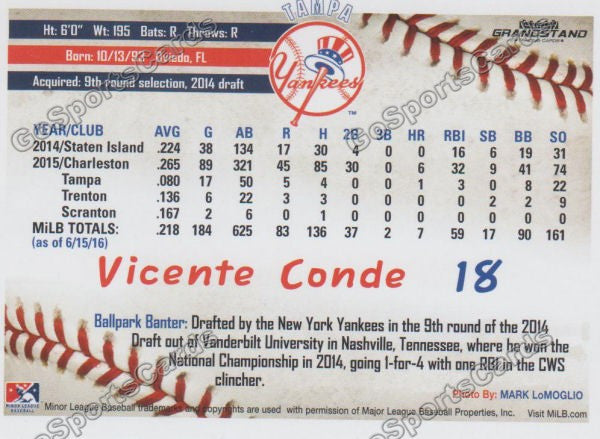 TAMPA
Yankees
TM
GRANDSTAND
Ht: 6'0" Wt: 195 Bats: R Throws: R
Born: 10/13/93 Oviedo, FL
Acquired: 9th round selection, 2014 draft
YEAR/CLUB AVG G AB R H 2B 3B HR RBI SB BB SO
2014/Staten Island .224 38 134 17 30 4 0 0 16 6 19 31
2015/Charleston .265 89 321 45 85 30 0 6 32 9 41 74
Tampa .080 17 50 5 4 0 1 3 0 8 22
Trenton .136 6 22 3 3 0 0 2 2 9
Scranton .167 2 6 0 1 0 0 0 0 0
MiLB TOTALS: .218 184 625 83 136 37 2 7 59 17 90 161
(as of 6/15/16)
Vicente Conde 18
Ballpark Banter: Drafted by the New York Yankees in the 9th round of the 2014
Draft out of Vanderbilt University in Nashville, Tennessee, where he won the
National Championship in 2014, going 1-for-4 with one RBI in the CWS
clincher.
Photo By: MARK LoMOGLIO
MINOR LEAGUE
BASEBALL
Minor League Baseball trademarks and copyrights are used with permission of Major League Baseball Properties, Inc. Visit MiLB.com
GoSportsCards